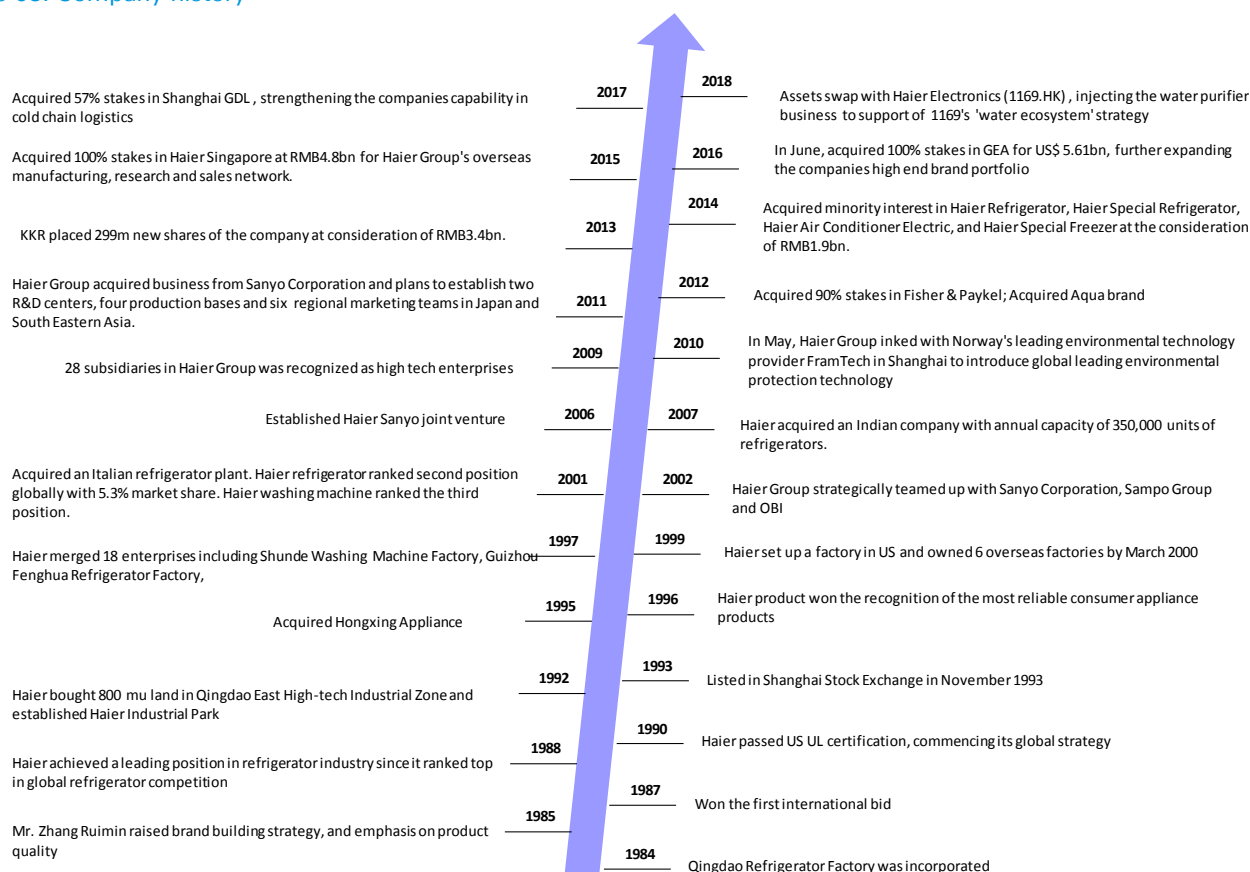 Company History
2018
Assets swap with Haier Electronics (1169.HK) , injecting the water purifier
business to support of 1169's 'water ecosystem' strategy
2017
Acquired 57% stakes in Shanghai GDL , strengthening the companies capability in
cold chain logistics
2016
In June, acquired 100% stakes in GEA for US$ 5.61bn, further expanding
the companies high end brand portfolio
2015
Acquired 100% stakes in Haier Singapore at RMB4.8bn for Haier Group's overseas
manufacturing, research and sales network.
2014
Acquired minority interest in Haier Refrigerator, Haier Special Refrigerator,
Haier Air Conditioner Electric, and Haier Special Freezer at the consideration
of RMB1.9bn.
2013
KKR placed 299m new shares of the company at consideration of RMB3.4bn.
2012
Acquired 90% stakes in Fisher & Paykel; Acquired Aqua brand
2011
Haier Group acquired business from Sanyo Corporation and plans to establish two
R&D centers, four production bases and six regional marketing teams in Japan and
South Eastern Asia.
2010
In May, Haier Group inked with Norway's leading environmental technology
provider FramTech in Shanghai to introduce global leading environmental
protection technology
2009
28 subsidiaries in Haier Group was recognized as high tech enterprises
2007
Haier acquired an Indian company with annual capacity of 350,000 units of
refrigerators.
2006
Established Haier Sanyo joint venture
2002
Haier Group strategically teamed up with Sanyo Corporation, Sampo Group
and OBI
2001
Acquired an Italian refrigerator plant. Haier refrigerator ranked second position
globally with 5.3% market share. Haier washing machine ranked the third
position.
1999
Haier set up a factory in US and owned 6 overseas factories by March 2000
1997
Haier merged 18 enterprises including Shunde Washing Machine Factory, Guizhou
Fenghua Refrigerator Factory,
1996
Haier product won the recognition of the most reliable consumer appliance
products
1995
Acquired Hongxing Appliance
1993
Listed in Shanghai Stock Exchange in November 1993
1992
Haier bought 800 mu land in Qingdao East High-tech Industrial Zone and
established Haier Industrial Park
1990
Haier passed US UL certification, commencing its global strategy
1988
Haier achieved a leading position in refrigerator industry since it ranked top
in global refrigerator competition
1987
Won the first international bid
1985
Mr. Zhang Ruimin raised brand building strategy, and emphasis on product
quality
1984
Qingdao Refrigerator Factory was incorporated